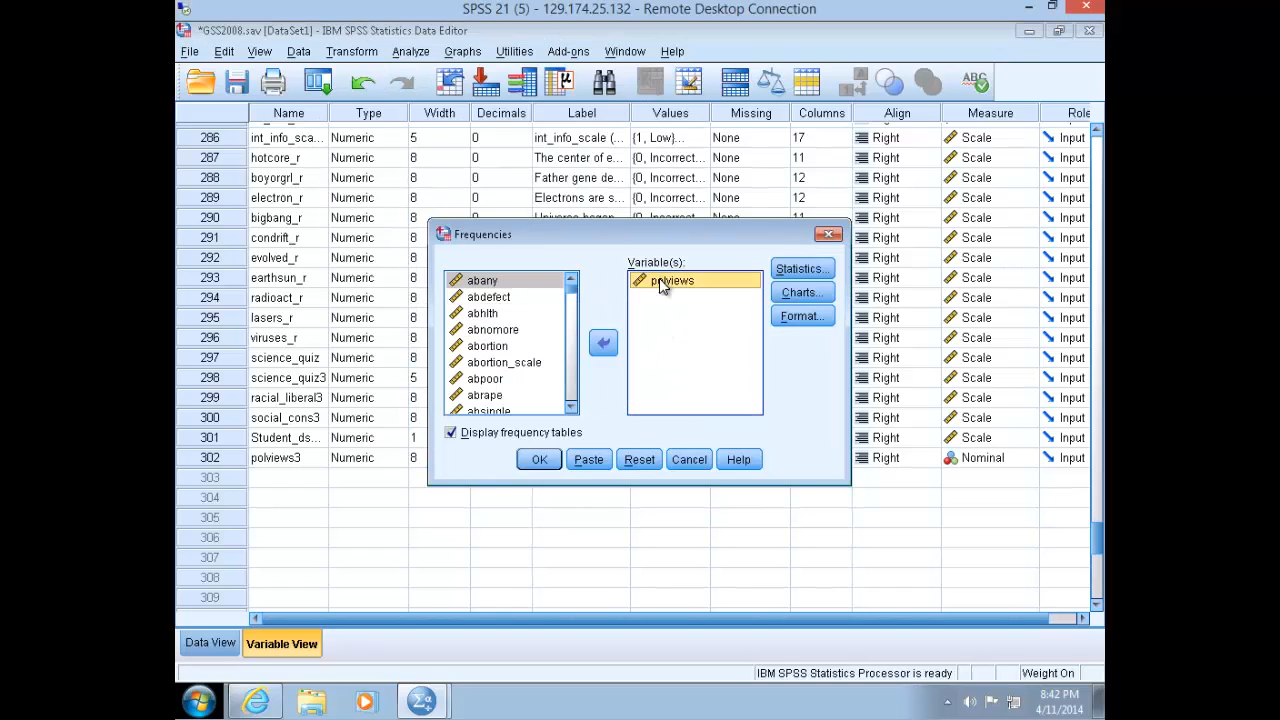 SPSS 21 (5) - 129.174.25.132 - Remote Desktop Connection
*GSS2008.sav [DataSet1] - IBM SPSS Statistics Data Editor
File Edit View Data Transform Analyze Graphs Utilities Add-ons Window Help
Name Type Width Decimals Label Values Missing Columns Align Measure Role
286 int_info_sca... Numeric 5 0 int_info_scale (... {1, Low}... None 17 Right Scale Input
287 hotcore_r Numeric 8 0 The center of e... {0, Incorrect... None 11 Right Scale Input
288 boyorgrl_r Numeric 8 0 Father gene de... {0, Incorrect... None 12 Right Scale Input
289 electron_r Numeric 8 0 Electrons are s... {0, Incorrect... None 12 Right Scale Input
290 bigbang_r Numeric 8 0 Universe began {0, Incorrect... None 11 Right Scale Input
291 condrift_r Numeric 8 Right Scale Input
292 evolved_r Numeric 8 Right Scale Input
293 earthsun_r Numeric 8 Right Scale Input
294 radioact_r Numeric 8 Right Scale Input
295 lasers_r Numeric 8 Right Scale Input
296 viruses_r Numeric 8 Right Scale Input
297 science_quiz Numeric 8 Right Scale Input
298 science_quiz3 Numeric 5 Right Scale Input
299 racial_liberal3 Numeric 8 Right Scale Input
300 social_cons3 Numeric 8 Right Scale Input
301 Student_ds... Numeric 1 Right Scale Input
302 polviews3 Numeric 8 Right Nominal Input
303
304
305
306
307
308
309
Frequencies
Variable(s):
abany
abdefect
abhlth
abnomore
abortion
abortion_scale
abpoor
abrape
absingle
polviews
Statistics...
Charts...
Format...
Display frequency tables
OK Paste Reset Cancel Help
Data View Variable View
IBM SPSS Statistics Processor is ready Weight On
8:42 PM
4/11/2014